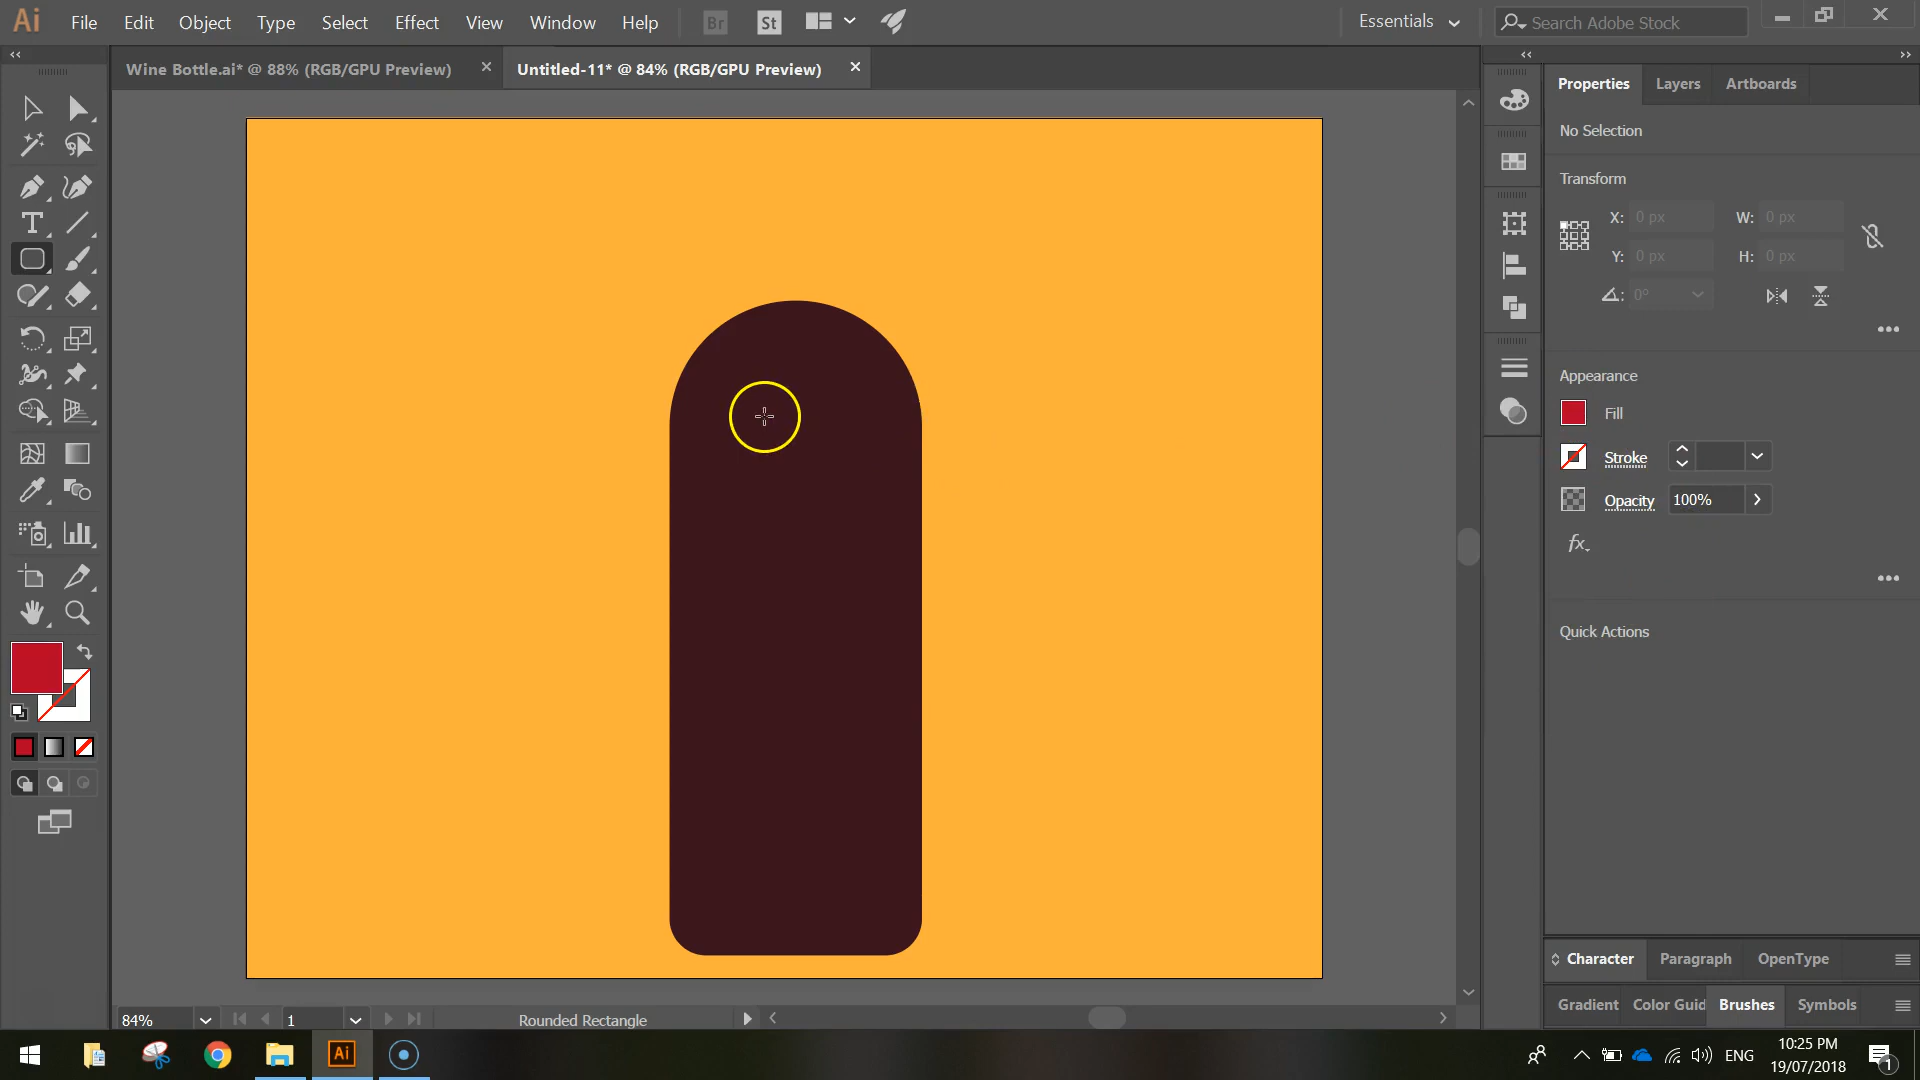 Ai File Edit Object Type Select Effect View Window Help Br St Essentials Search Adobe Stock
Wine Bottle.ai* @ 88% (RGB/GPU Preview) Untitled-11* @ 84% (RGB/GPU Preview)
Properties Layers Artboards
No Selection
Transform
X: 0 px W: 0 px
Y: 0 px H: 0 px
0°
Appearance
Fill
Stroke
Opacity 100%
fx
Quick Actions
Character Paragraph OpenType
Gradient Color Guid Brushes Symbols
84% 1 Rounded Rectangle
Ai ENG 10:25 PM
19/07/2018 1